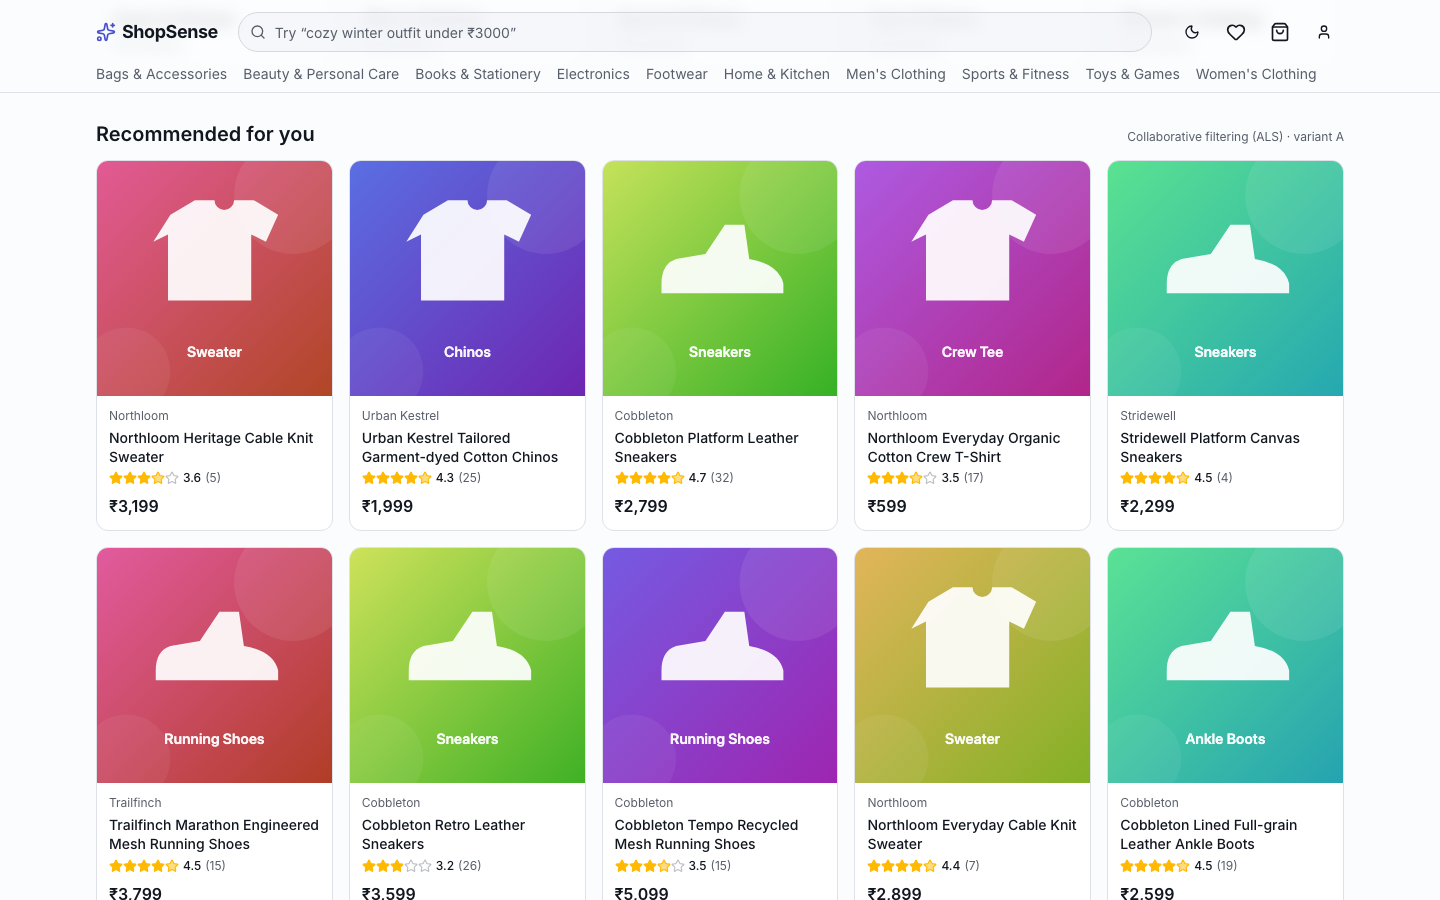 ShopSense
Try “cozy winter outfit under ₹3000”
Bags & Accessories Beauty & Personal Care Books & Stationery Electronics Footwear Home & Kitchen Men's Clothing Sports & Fitness Toys & Games Women's Clothing
Recommended for you
Collaborative filtering (ALS) · variant A
Sweater
Northloom
Northloom Heritage Cable Knit
Sweater
3.6 (5)
₹3,199
Chinos
Urban Kestrel
Urban Kestrel Tailored
Garment-dyed Cotton Chinos
4.3 (25)
₹1,999
Sneakers
Cobbleton
Cobbleton Platform Leather
Sneakers
4.7 (32)
₹2,799
Crew Tee
Northloom
Northloom Everyday Organic
Cotton Crew T-Shirt
3.5 (17)
₹599
Sneakers
Stridewell
Stridewell Platform Canvas
Sneakers
4.5 (4)
₹2,299
Running Shoes
Trailfinch
Trailfinch Marathon Engineered
Mesh Running Shoes
4.5 (15)
₹3,799
Sneakers
Cobbleton
Cobbleton Retro Leather
Sneakers
3.2 (26)
₹3,599
Running Shoes
Cobbleton
Cobbleton Tempo Recycled
Mesh Running Shoes
3.5 (15)
₹5,099
Sweater
Northloom
Northloom Everyday Cable Knit
Sweater
4.4 (7)
₹2,899
Ankle Boots
Cobbleton
Cobbleton Lined Full-grain
Leather Ankle Boots
4.5 (19)
₹2,599